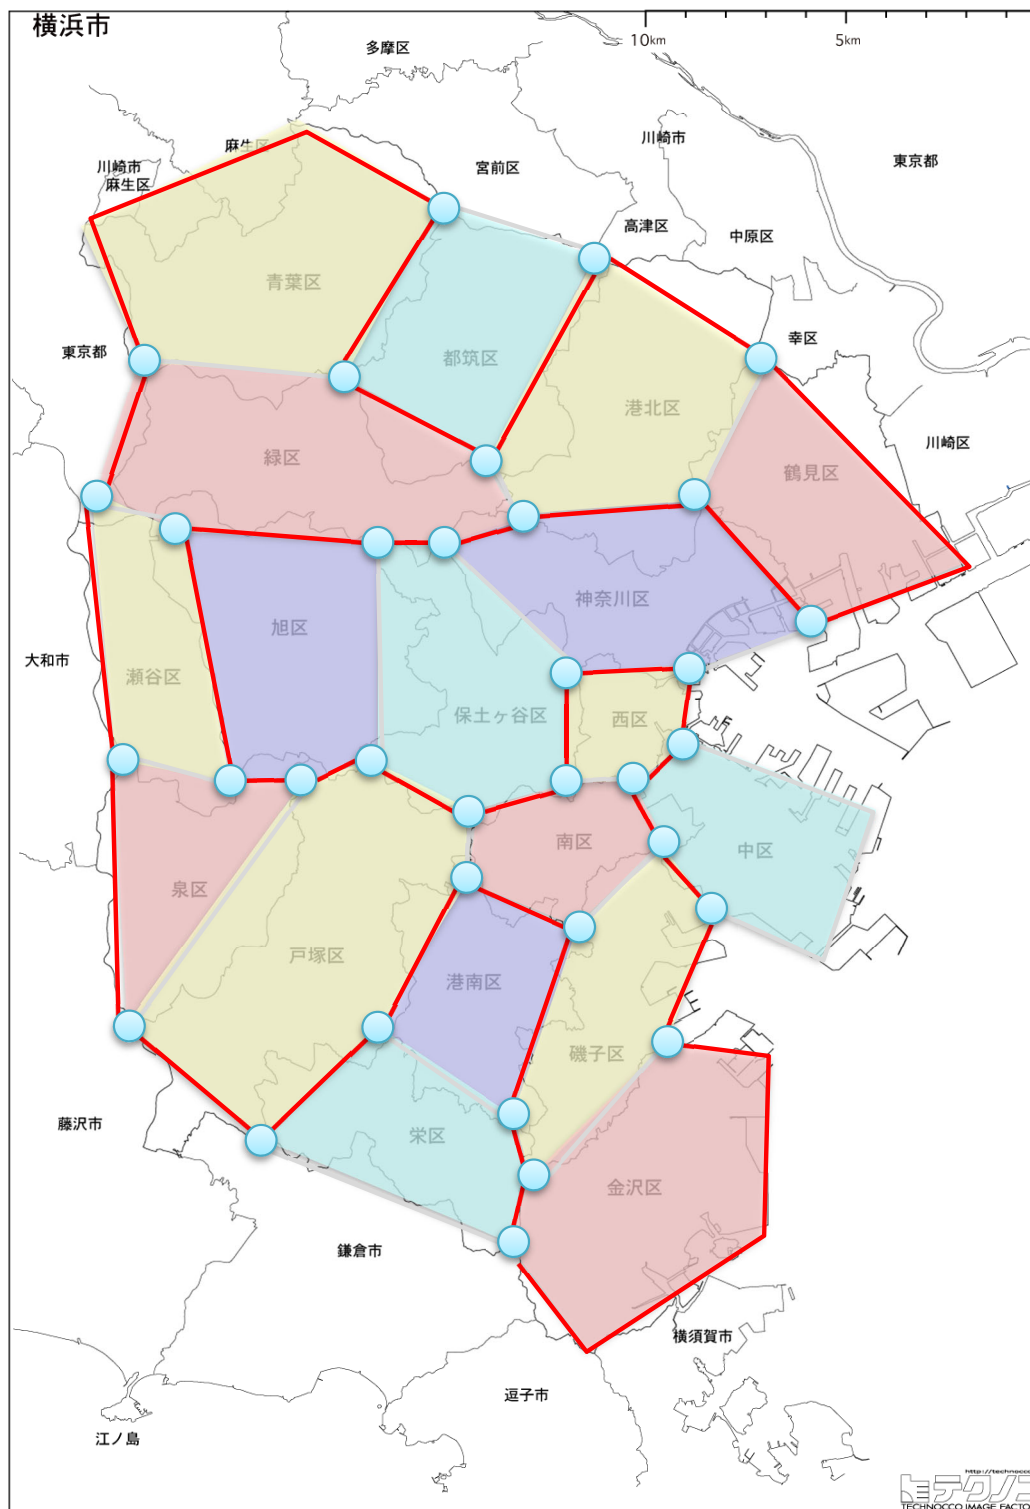 横浜市
10km
5km
多摩区
川崎市
東京都
麻生区
宮前区
川崎市
麻生区
高津区
中原区
青葉区
東京都
都筑区
幸区
港北区
川崎区
緑区
鶴見区
神奈川区
旭区
大和市
瀬谷区
保土ヶ谷区
西区
南区
中区
泉区
戸塚区
港南区
磯子区
藤沢市
栄区
金沢区
鎌倉市
横須賀市
逗子市
江ノ島
http://technocco
テクノコ
TECHNOCCO IMAGE FACTO